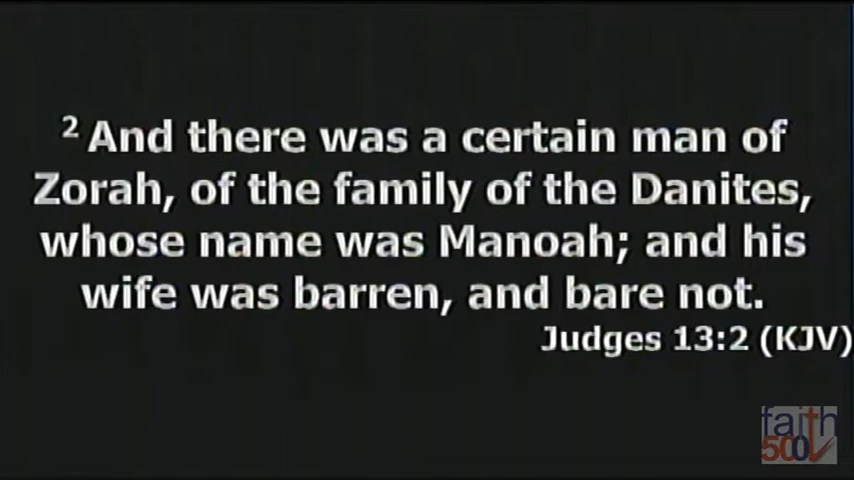 2 And there was a certain man of
Zorah, of the family of the Danites,
whose name was Manoah; and his
wife was barren, and bare not.
Judges 13:2 (KJV)
faith
500